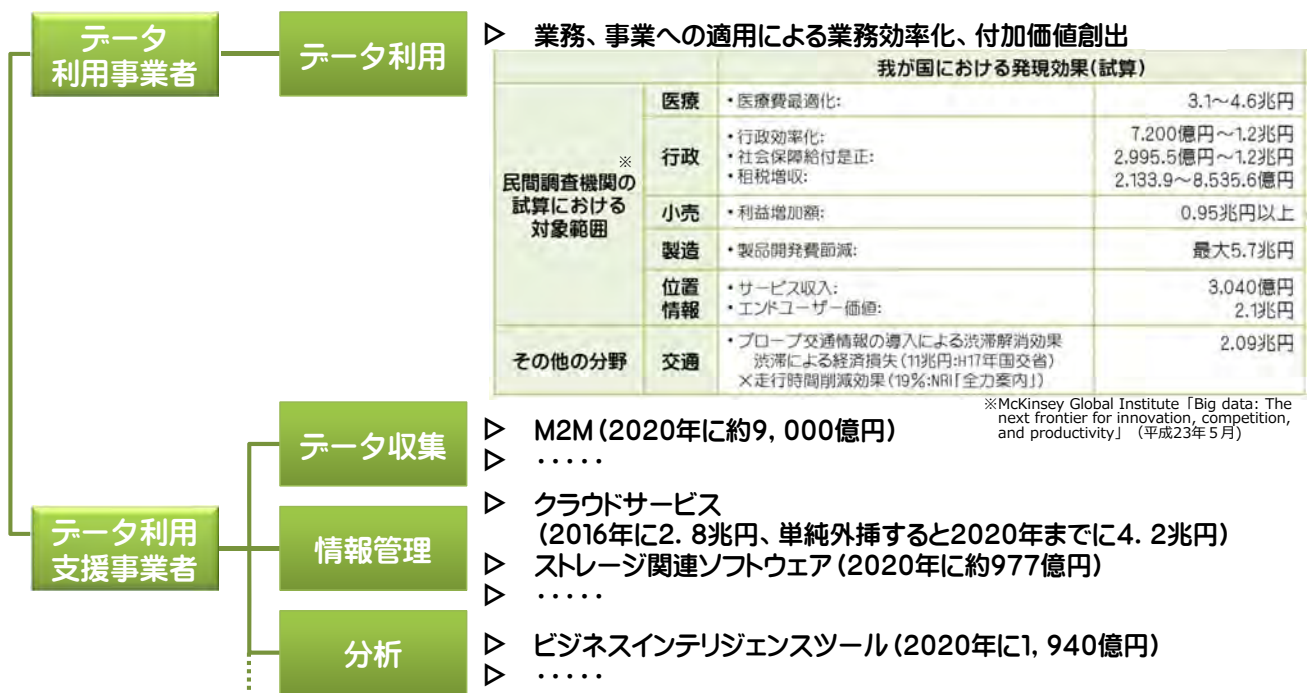 データ
利用事業者
データ利用
▷ 業務、事業への適用による業務効率化、付加価値創出
我が国における発現効果(試算)
※
民間調査機関の
試算における
対象範囲
医療 ・医療費最適化: 3.1～4.6兆円
行政 ・行政効率化: 7,200億円～1.2兆円
・社会保障給付是正: 2,995.5億円～1.2兆円
・租税増収: 2,133.9～8,535.6億円
小売 ・利益増加額: 0.95兆円以上
製造 ・製品開発費節減: 最大5.7兆円
位置
情報
・サービス収入: 3,040億円
・エンドユーザー価値: 2.1兆円
その他の分野 交通 ・プローブ交通情報の導入による渋滞解消効果 2.09兆円
渋滞による経済損失(11兆円:H17年国交省)
×走行時間削減効果(19%:NRI「全力案内」)
※McKinsey Global Institute「Big data: The
next frontier for innovation, competition,
and productivity」（平成23年５月)
データ利用
支援事業者
データ収集
▷ M2M(2020年に約9，000億円)
▷ ・・・・・
情報管理
▷ クラウドサービス
(2016年に2．8兆円、単純外挿すると2020年までに4．2兆円)
▷ ストレージ関連ソフトウェア(2020年に約977億円)
▷ ・・・・・
分析
▷ ビジネスインテリジェンスツール(2020年に1，940億円)
▷ ・・・・・